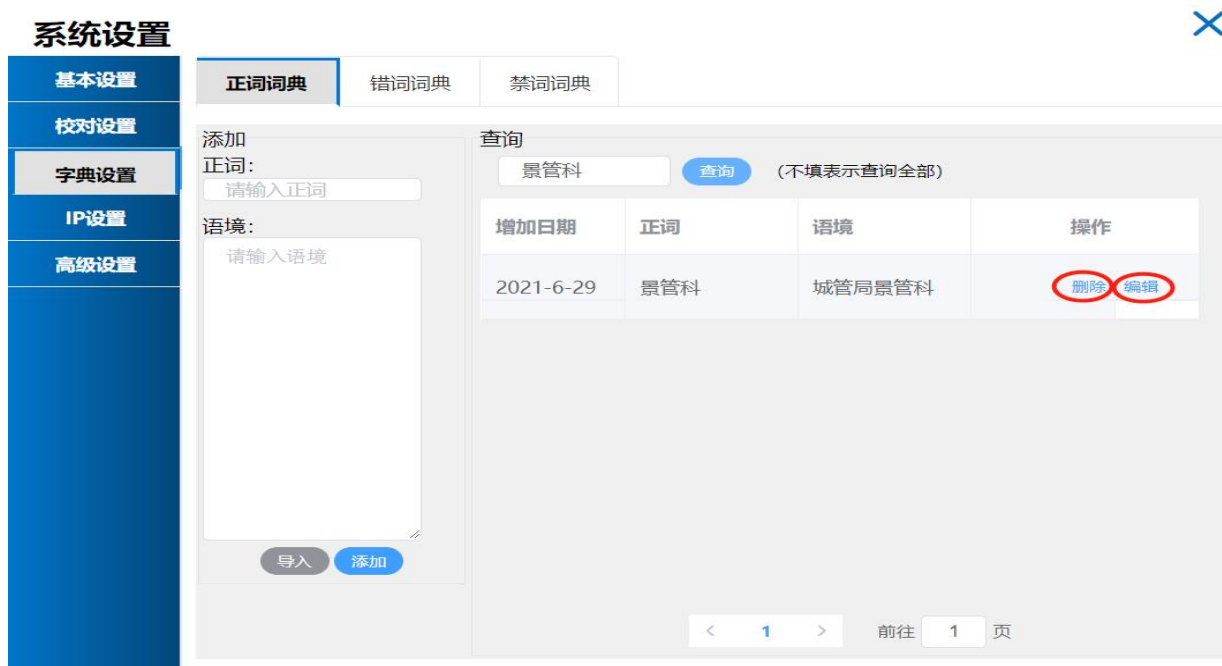 系统设置
基本设置
校对设置
字典设置
IP设置
高级设置
正词词典 错词词典 禁词词典
添加
正词：
请输入正词
语境：
请输入语境
导入 添加
查询
景管科 查询 (不填表示查询全部)
增加日期 正词 语境 操作
2021-6-29 景管科 城管局景管科 删除 编辑
< 1 > 前往 1 页